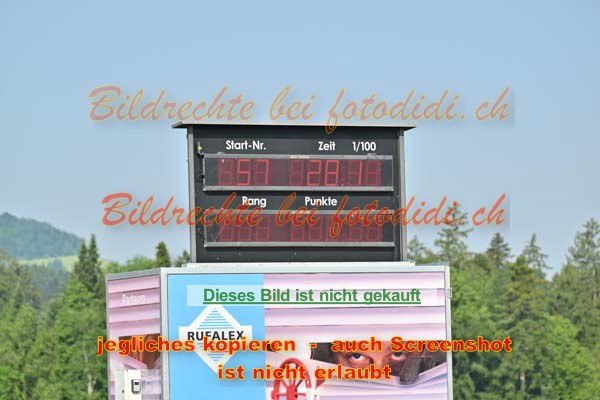 Bildrechte bei fotodidi.ch
Start-Nr. Zeit 1/100
57 28.1
Bildrechte bei fotodidi.ch
Rang Punkte
Dieses Bild ist nicht gekauft
RUFALEX
jegliches kopieren - auch Screenshot
ist nicht erlaubt